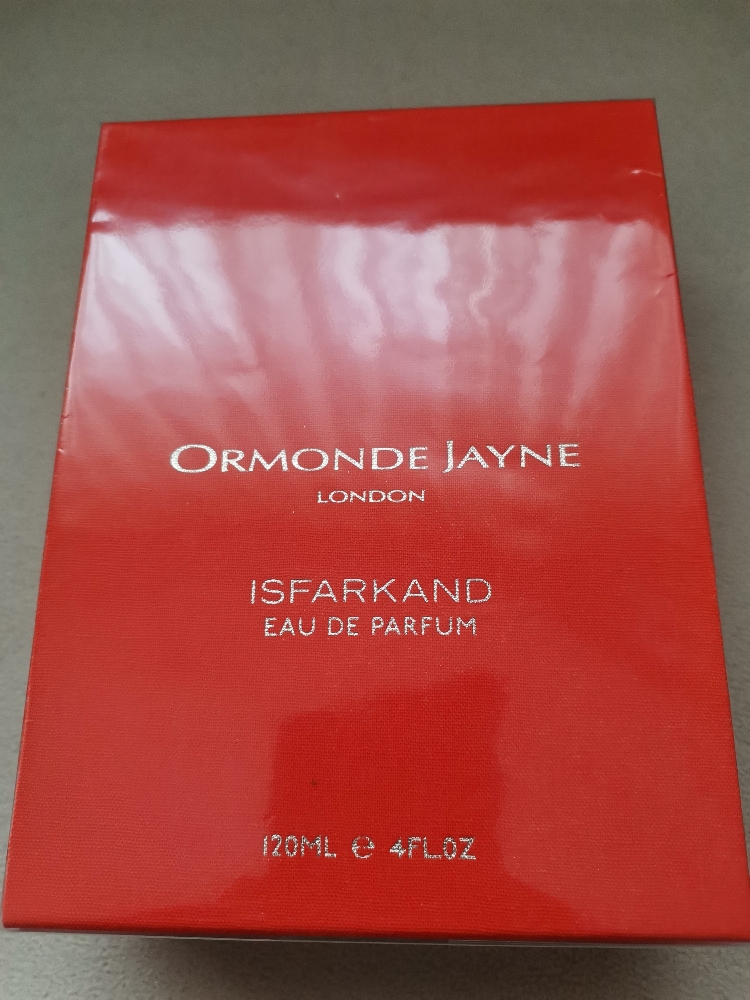 ORMONDE JAYNE
LONDON
ISFARKAND
EAU DE PARFUM
120ML ℮ 4FL.OZ